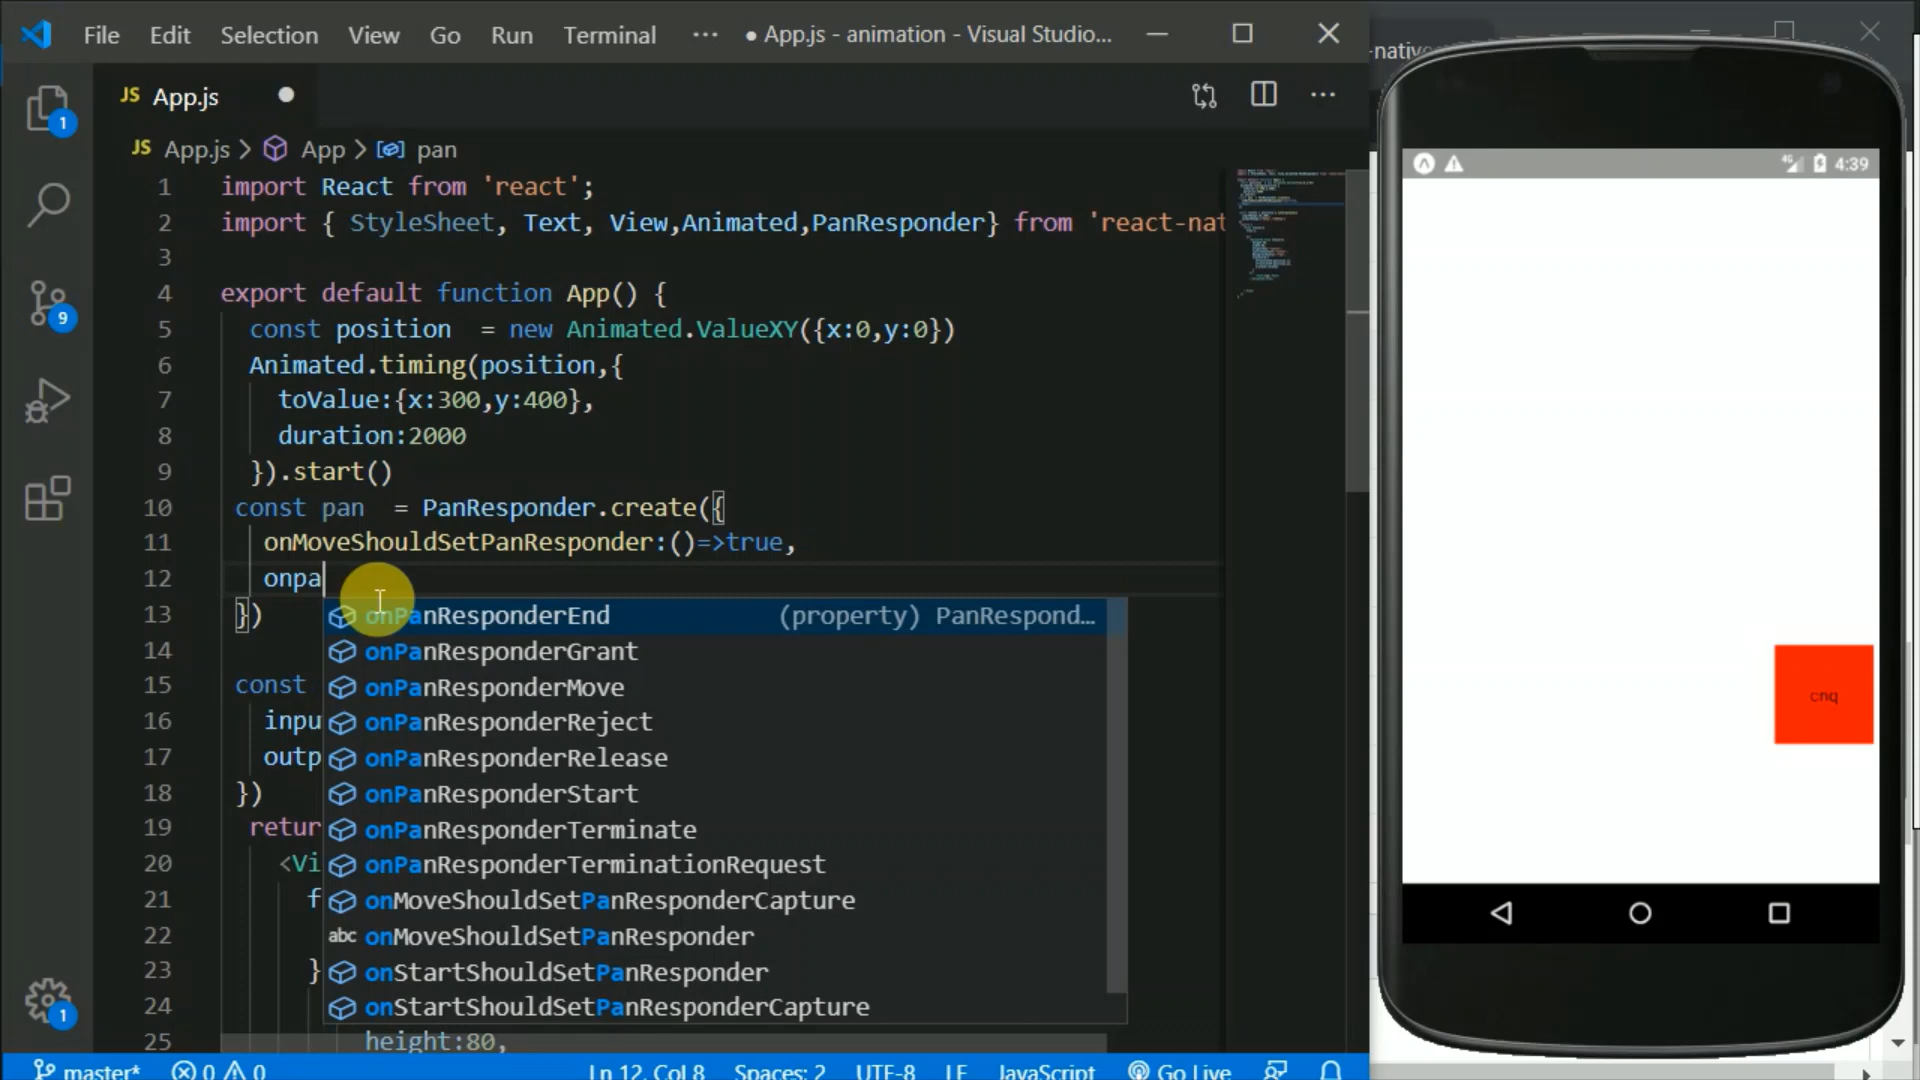 File Edit Selection View Go Run Terminal ··· ● App.js - animation - Visual Studio...
JS App.js
JS App.js > App > pan
1 import React from 'react';
2 import { StyleSheet, Text, View,Animated,PanResponder} from 'react-nat
3
4 export default function App() {
5 const position  = new Animated.ValueXY({x:0,y:0})
6 Animated.timing(position,{
7 toValue:{x:300,y:400},
8 duration:2000
9 }).start()
10 const pan  = PanResponder.create({
11 onMoveShouldSetPanResponder:()=>true,
12 onpa
13 })
onPanResponderEnd (property) PanRespond...
14
onPanResponderGrant
15 const
onPanResponderMove
16 inpu
onPanResponderReject
17 outp
onPanResponderRelease
18 })
onPanResponderStart
19 retur
onPanResponderTerminate
20 <Vi
onPanResponderTerminationRequest
21 f
onMoveShouldSetPanResponderCapture
22
abc onMoveShouldSetPanResponder
23 }
onStartShouldSetPanResponder
24
onStartShouldSetPanResponderCapture
25 height:80,
1
9
1
master* 0 0 Ln 12, Col 8 Spaces: 2 UTF-8 LF JavaScript Go Live
-native
4G 4:39
cnq